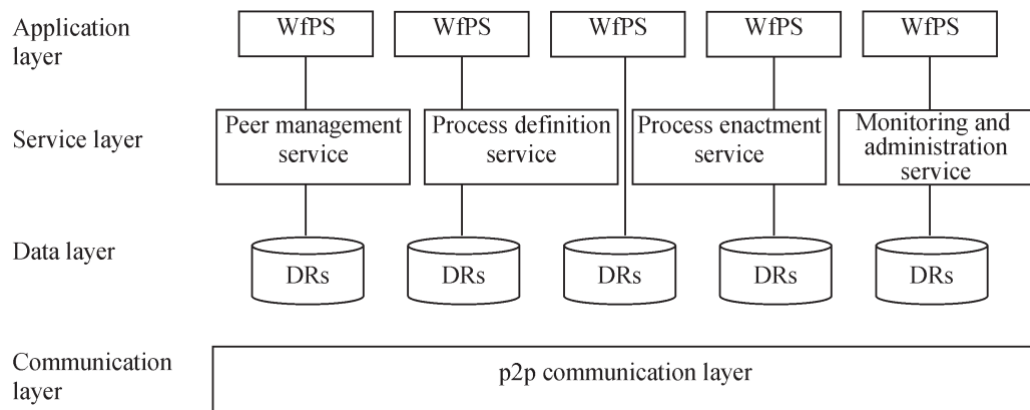 Application
layer
WfPS
WfPS
WfPS
WfPS
WfPS
Service layer
Peer management
service
Process definition
service
Process enactment
service
Monitoring and
administration
service
Data layer
DRs
DRs
DRs
DRs
DRs
Communication
layer
p2p communication layer